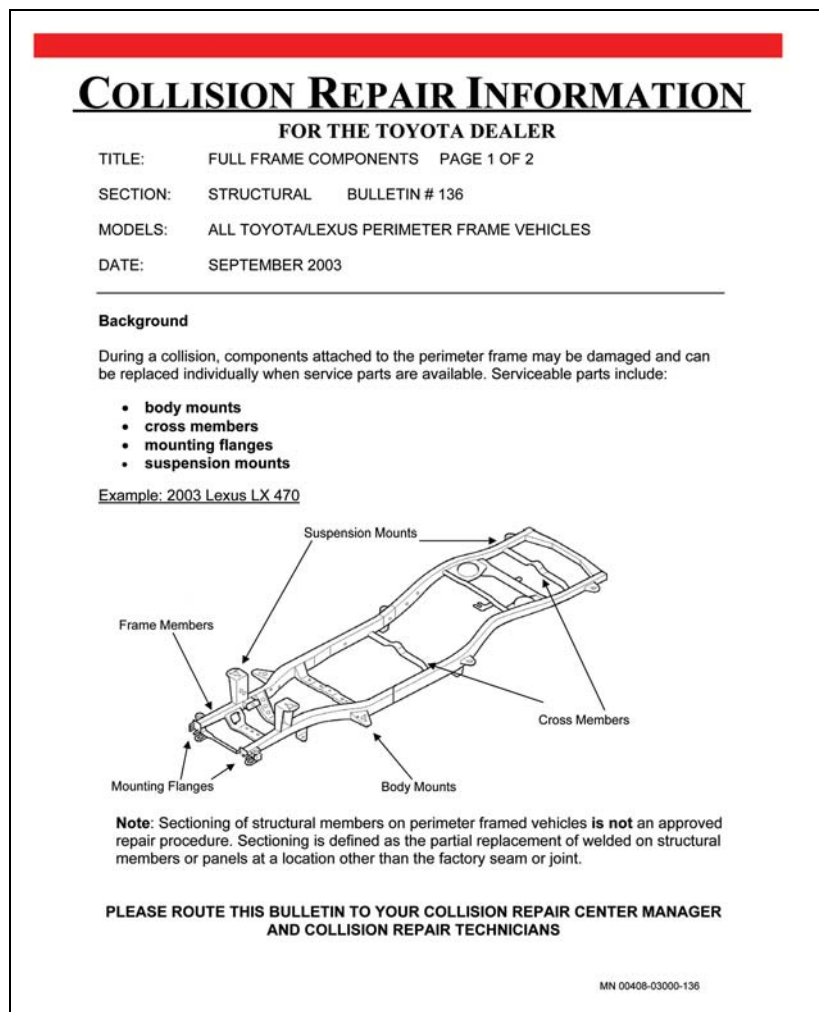 COLLISION REPAIR INFORMATION
FOR THE TOYOTA DEALER
TITLE: FULL FRAME COMPONENTS PAGE 1 OF 2
SECTION: STRUCTURAL BULLETIN # 136
MODELS: ALL TOYOTA/LEXUS PERIMETER FRAME VEHICLES
DATE: SEPTEMBER 2003
Background
During a collision, components attached to the perimeter frame may be damaged and can
be replaced individually when service parts are available. Serviceable parts include:
• body mounts
• cross members
• mounting flanges
• suspension mounts
Example: 2003 Lexus LX 470
Suspension Mounts
Frame Members
Cross Members
Mounting Flanges
Body Mounts
Note: Sectioning of structural members on perimeter framed vehicles is not an approved
repair procedure. Sectioning is defined as the partial replacement of welded on structural
members or panels at a location other than the factory seam or joint.
PLEASE ROUTE THIS BULLETIN TO YOUR COLLISION REPAIR CENTER MANAGER
AND COLLISION REPAIR TECHNICIANS
MN 00408-03000-136